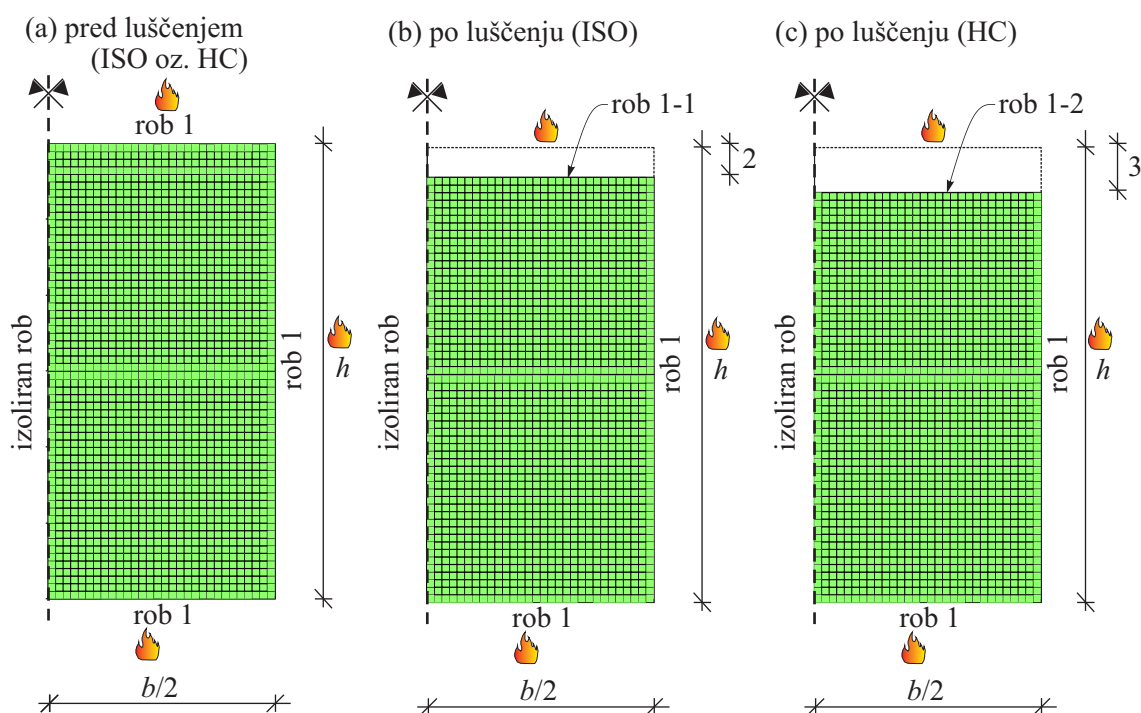 (a) pred luščenjem
(ISO oz. HC)
rob 1
izoliran rob
rob 1
h
rob 1
b/2
(b) po luščenju (ISO)
rob 1-1
2
izoliran rob
rob 1
h
rob 1
b/2
(c) po luščenju (HC)
rob 1-2
3
izoliran rob
rob 1
h
rob 1
b/2